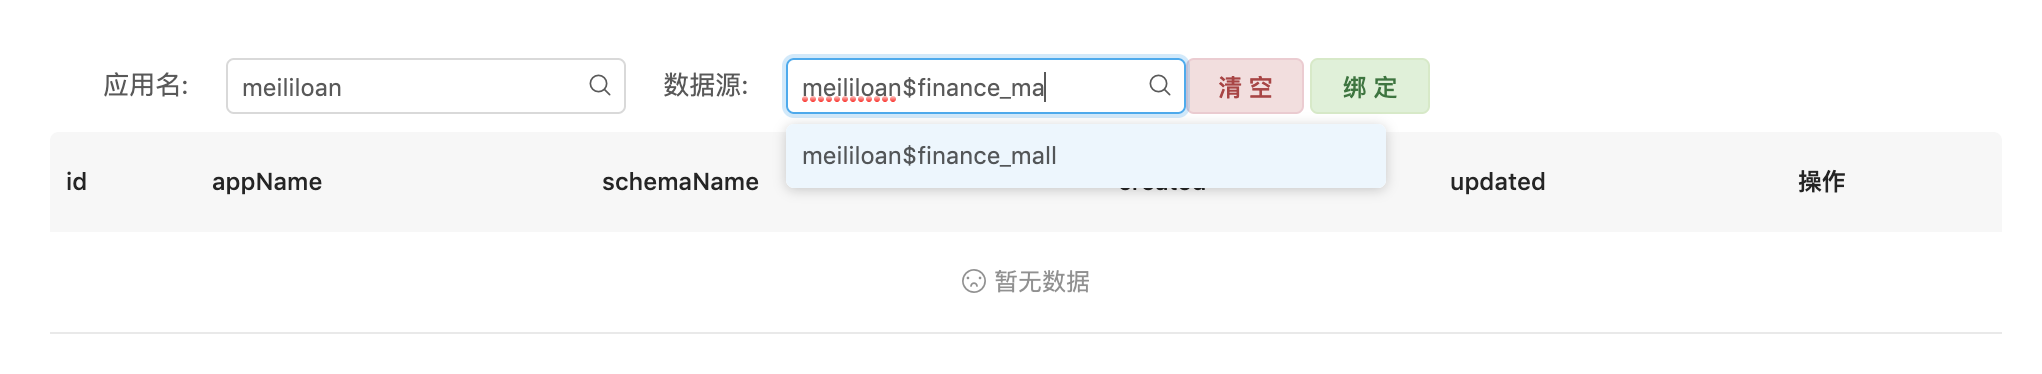 应用名: meililoan 数据源: meililoan$finance_ma 清 空 绑 定
meililoan$finance_mall
id appName schemaName created updated 操作
暂无数据